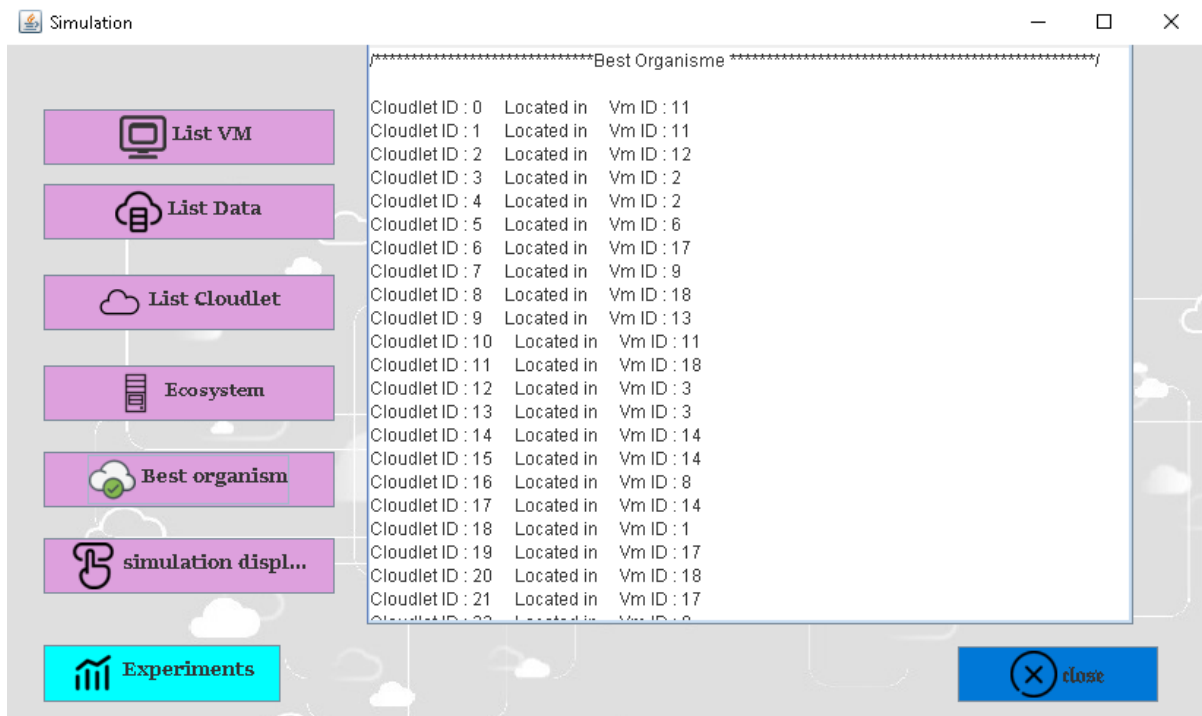 Simulation
/*****************************Best Organisme ************************************************/
Cloudlet ID : 0 Located in Vm ID : 11
Cloudlet ID : 1 Located in Vm ID : 11
Cloudlet ID : 2 Located in Vm ID : 12
Cloudlet ID : 3 Located in Vm ID : 2
Cloudlet ID : 4 Located in Vm ID : 2
Cloudlet ID : 5 Located in Vm ID : 6
Cloudlet ID : 6 Located in Vm ID : 17
Cloudlet ID : 7 Located in Vm ID : 9
Cloudlet ID : 8 Located in Vm ID : 18
Cloudlet ID : 9 Located in Vm ID : 13
Cloudlet ID : 10 Located in Vm ID : 11
Cloudlet ID : 11 Located in Vm ID : 18
Cloudlet ID : 12 Located in Vm ID : 3
Cloudlet ID : 13 Located in Vm ID : 3
Cloudlet ID : 14 Located in Vm ID : 14
Cloudlet ID : 15 Located in Vm ID : 14
Cloudlet ID : 16 Located in Vm ID : 8
Cloudlet ID : 17 Located in Vm ID : 14
Cloudlet ID : 18 Located in Vm ID : 1
Cloudlet ID : 19 Located in Vm ID : 17
Cloudlet ID : 20 Located in Vm ID : 18
Cloudlet ID : 21 Located in Vm ID : 17
List VM
List Data
List Cloudlet
Ecosystem
Best organism
simulation displ...
Experiments
close